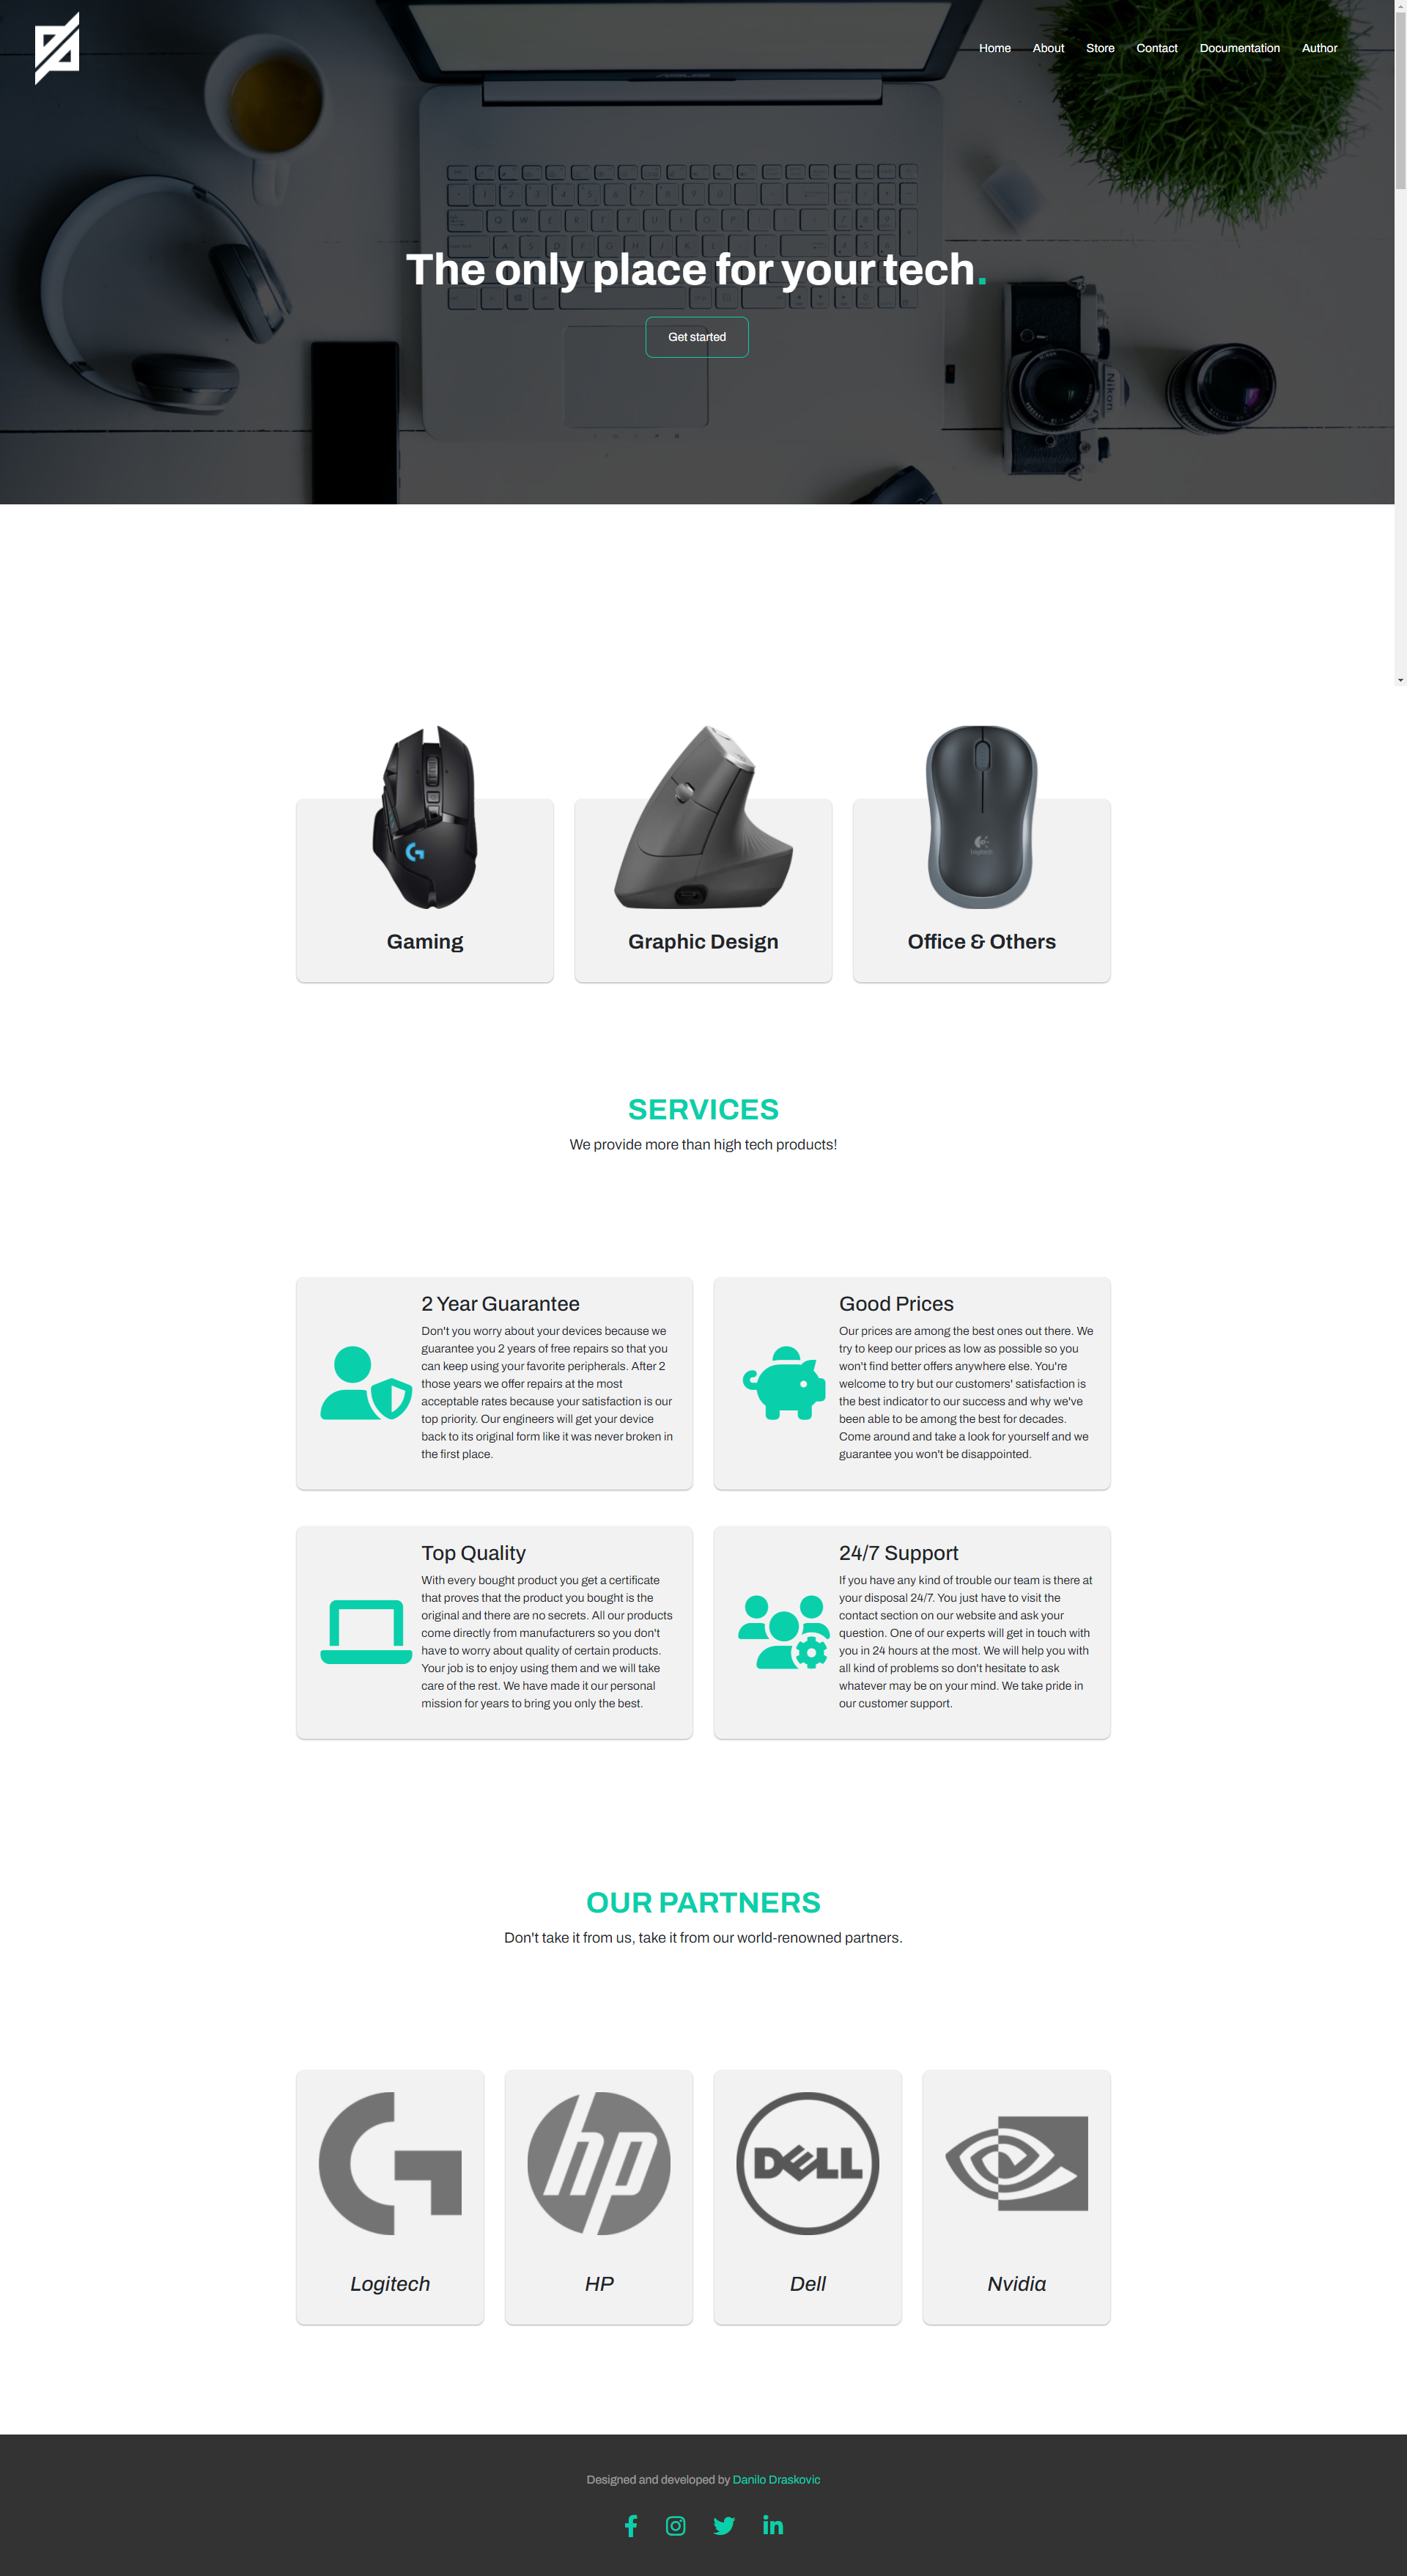 Home About Store Contact Documentation Author
ASUS
The only place for your tech.
Get started
Nikon
Logitech
Gaming
Graphic Design
Office & Others
SERVICES
We provide more than high tech products!
2 Year Guarantee
Don't you worry about your devices because we
guarantee you 2 years of free repairs so that you
can keep using your favorite peripherals. After 2
those years we offer repairs at the most
acceptable rates because your satisfaction is our
top priority. Our engineers will get your device
back to its original form like it was never broken in
the first place.
Good Prices
Our prices are among the best ones out there. We
try to keep our prices as low as possible so you
won't find better offers anywhere else. You're
welcome to try but our customers' satisfaction is
the best indicator to our success and why we've
been able to be among the best for decades.
Come around and take a look for yourself and we
guarantee you won't be disappointed.
Top Quality
With every bought product you get a certificate
that proves that the product you bought is the
original and there are no secrets. All our products
come directly from manufacturers so you don't
have to worry about quality of certain products.
Your job is to enjoy using them and we will take
care of the rest. We have made it our personal
mission for years to bring you only the best.
24/7 Support
If you have any kind of trouble our team is there at
your disposal 24/7. You just have to visit the
contact section on our website and ask your
question. One of our experts will get in touch with
you in 24 hours at the most. We will help you with
all kind of problems so don't hesitate to ask
whatever may be on your mind. We take pride in
our customer support.
OUR PARTNERS
Don't take it from us, take it from our world-renowned partners.
hp
DELL
Logitech
HP
Dell
Nvidia
Designed and developed by Danilo Draskovic